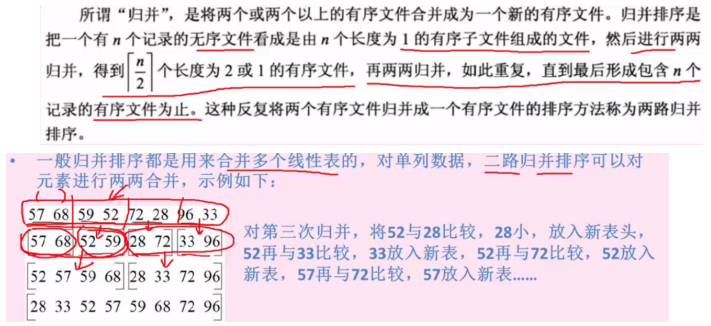 所谓“归并”，是将两个或两个以上的有序文件合并成为一个新的有序文件。归并排序是
把一个有 n 个记录的无序文件看成是由 n 个长度为 1 的有序子文件组成的文件，然后进行两两
归并，得到⌈n/2⌉个长度为 2 或 1 的有序文件，再两两归并，如此重复，直到最后形成包含 n 个
记录的有序文件为止。这种反复将两个有序文件归并成一个有序文件的排序方法称为两路归并
排序。
• 一般归并排序都是用来合并多个线性表的，对单列数据，二路归并排序可以对
元素进行两两合并，示例如下：
57 68 59 52 72 28 96 33
[57 68] [52 59] [28 72] [33 96]
[52 57 59 68] [28 33 72 96]
[28 33 52 57 59 68 72 96]
对第三次归并，将52与28比较，28小，放入新表头，
52再与33比较，33放入新表，52再与72比较，52放入
新表，57再与72比较，57放入新表……